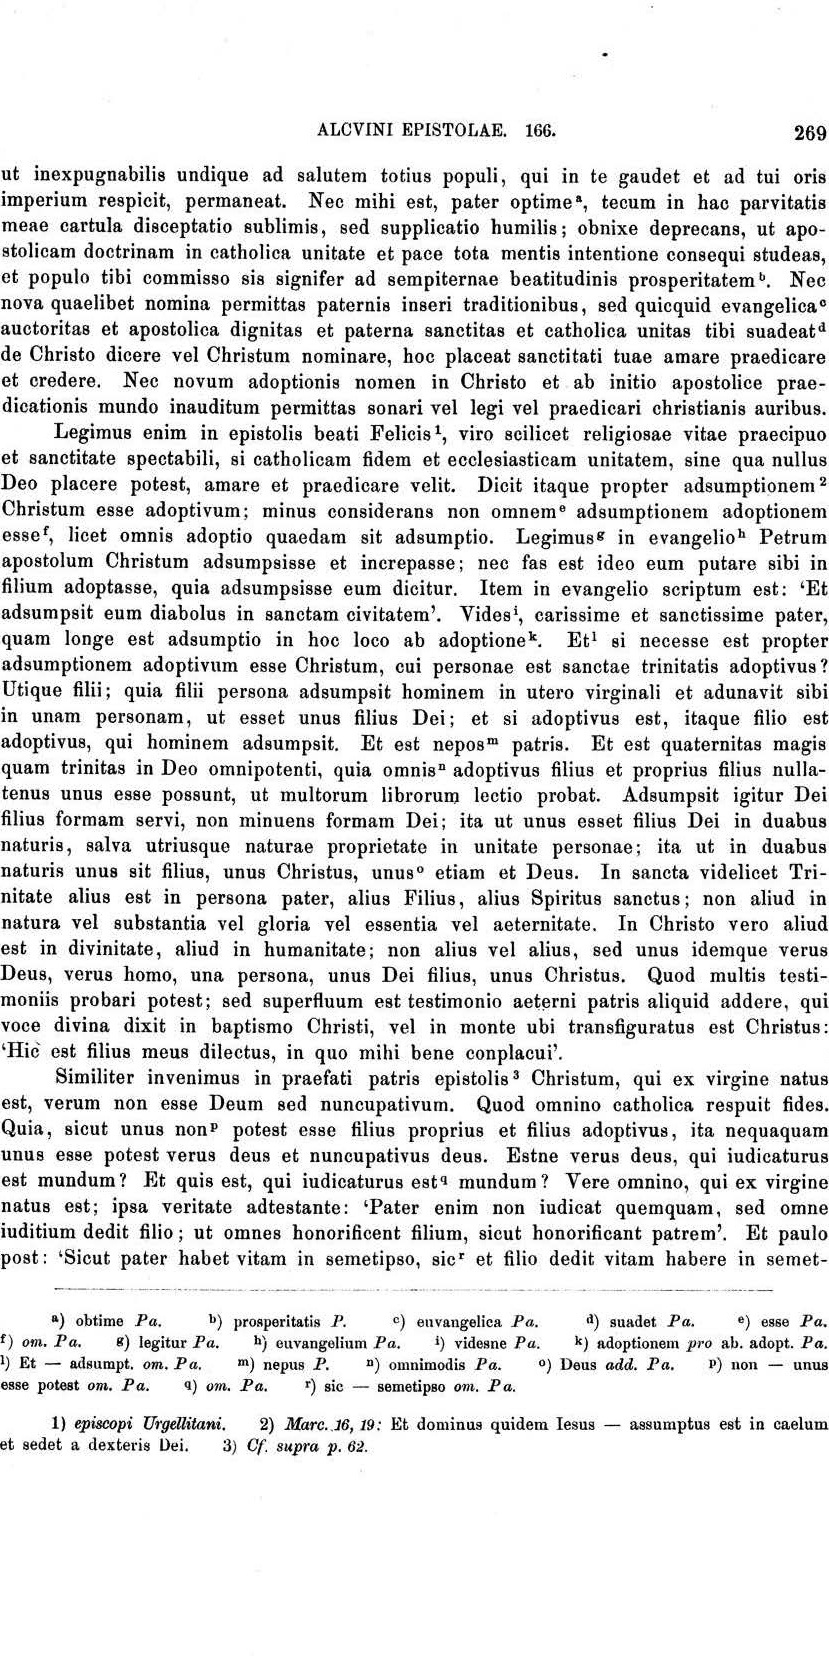 ALCVINI EPISTOLAE. 166. 269
ut inexpugnabilis undique ad salutem totius populi, qui in te gaudet et ad tui oris
imperium respicit, permaneat. Nec mihi est, pater optimeᵃ, tecum in hac parvitatis
meae cartula disceptatio sublimis, sed supplicatio humilis; obnixe deprecans, ut apo-
stolicam doctrinam in catholica unitate et pace tota mentis intentione consequi studeas,
et populo tibi commisso sis signifer ad sempiternae beatitudinis prosperitatemᵇ. Nec
nova quaelibet nomina permittas paternis inseri traditionibus, sed quicquid evangelicaᶜ
auctoritas et apostolica dignitas et paterna sanctitas et catholica unitas tibi suadeatᵈ
de Christo dicere vel Christum nominare, hoc placeat sanctitati tuae amare praedicare
et credere. Nec novum adoptionis nomen in Christo et ab initio apostolice prae-
dicationis mundo inauditum permittas sonari vel legi vel praedicari christianis auribus.
Legimus enim in epistolis beati Felicis¹, viro scilicet religiosae vitae praecipuo
et sanctitate spectabili, si catholicam fidem et ecclesiasticam unitatem, sine qua nullus
Deo placere potest, amare et praedicare velit. Dicit itaque propter adsumptionem²
Christum esse adoptivum; minus considerans non omnemᵉ adsumptionem adoptionem
esseᶠ, licet omnis adoptio quaedam sit adsumptio. Legimusᵍ in evangelioʰ Petrum
apostolum Christum adsumpsisse et increpasse; nec fas est ideo eum putare sibi in
filium adoptasse, quia adsumpsisse eum dicitur. Item in evangelio scriptum est: ‘Et
adsumpsit eum diabolus in sanctam civitatem’. Videsⁱ, carissime et sanctissime pater,
quam longe est adsumptio in hoc loco ab adoptioneᵏ. Etˡ si necesse est propter
adsumptionem adoptivum esse Christum, cui personae est sanctae trinitatis adoptivus?
Utique filii; quia filii persona adsumpsit hominem in utero virginali et adunavit sibi
in unam personam, ut esset unus filius Dei; et si adoptivus est, itaque filio est
adoptivus, qui hominem adsumpsit. Et est neposᵐ patris. Et est quaternitas magis
quam trinitas in Deo omnipotenti, quia omnisⁿ adoptivus filius et proprius filius nulla-
tenus unus esse possunt, ut multorum librorum lectio probat. Adsumpsit igitur Dei
filius formam servi, non minuens formam Dei; ita ut unus esset filius Dei in duabus
naturis, salva utriusque naturae proprietate in unitate personae; ita ut in duabus
naturis unus sit filius, unus Christus, unusᵒ etiam et Deus. In sancta videlicet Tri-
nitate alius est in persona pater, alius Filius, alius Spiritus sanctus; non aliud in
natura vel substantia vel gloria vel essentia vel aeternitate. In Christo vero aliud
est in divinitate, aliud in humanitate; non alius vel alius, sed unus idemque verus
Deus, verus homo, una persona, unus Dei filius, unus Christus. Quod multis testi-
moniis probari potest; sed superfluum est testimonio aeterni patris aliquid addere, qui
voce divina dixit in baptismo Christi, vel in monte ubi transfiguratus est Christus:
‘Hic est filius meus dilectus, in quo mihi bene conplacui’.
Similiter invenimus in praefati patris epistolis³ Christum, qui ex virgine natus
est, verum non esse Deum sed nuncupativum. Quod omnino catholica respuit fides.
Quia, sicut unus nonᵖ potest esse filius proprius et filius adoptivus, ita nequaquam
unus esse potest verus deus et nuncupativus deus. Estne verus deus, qui iudicaturus
est mundum? Et quis est, qui iudicaturus est𐞥 mundum? Vere omnino, qui ex virgine
natus est; ipsa veritate adtestante: ‘Pater enim non iudicat quemquam, sed omne
iuditium dedit filio; ut omnes honorificent filium, sicut honorificant patrem’. Et paulo
post: ‘Sicut pater habet vitam in semetipso, sicʳ et filio dedit vitam habere in semet-
ᵃ) obtime Pa. ᵇ) prosperitatis P. ᶜ) euvangelica Pa. ᵈ) suadet Pa. ᵉ) esse Pa.
ᶠ) om. Pa. ᵍ) legitur Pa. ʰ) euvangelium Pa. ⁱ) videsne Pa. ᵏ) adoptionem pro ab. adopt. Pa.
ˡ) Et — adsumpt. om. Pa. ᵐ) nepus P. ⁿ) omnimodis Pa. ᵒ) Deus add. Pa. ᵖ) non — unus
esse potest om. Pa. 𐞥) om. Pa. ʳ) sic — semetipso om. Pa.
1) episcopi Urgellitani. 2) Marc. 16, 19: Et dominus quidem Iesus — assumptus est in caelum
et sedet a dexteris Dei. 3) Cf. supra p. 62.